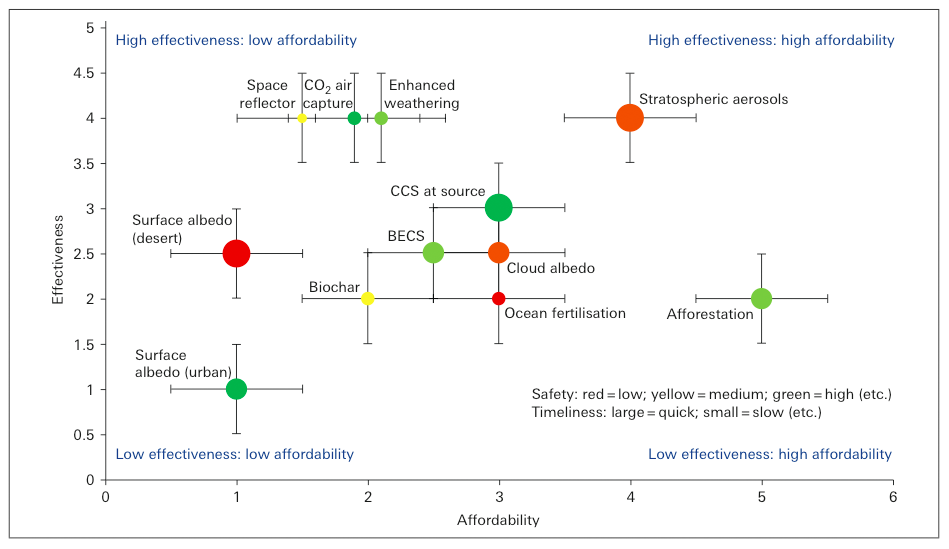 5
High effectiveness: low affordability
High effectiveness: high affordability
4.5
Space
reflector
CO2 air
capture
Enhanced
weathering
Stratospheric aerosols
4
3.5
CCS at source
3
Surface albedo
(desert)
BECS
2.5
Cloud albedo
Effectiveness
Biochar
2
Ocean fertilisation
Afforestation
1.5
Surface
albedo (urban)
1
Safety: red = low; yellow = medium; green = high (etc.)
Timeliness: large = quick; small = slow (etc.)
0.5
Low effectiveness: low affordability
Low effectiveness: high affordability
0
0 1 2 3 4 5 6
Affordability